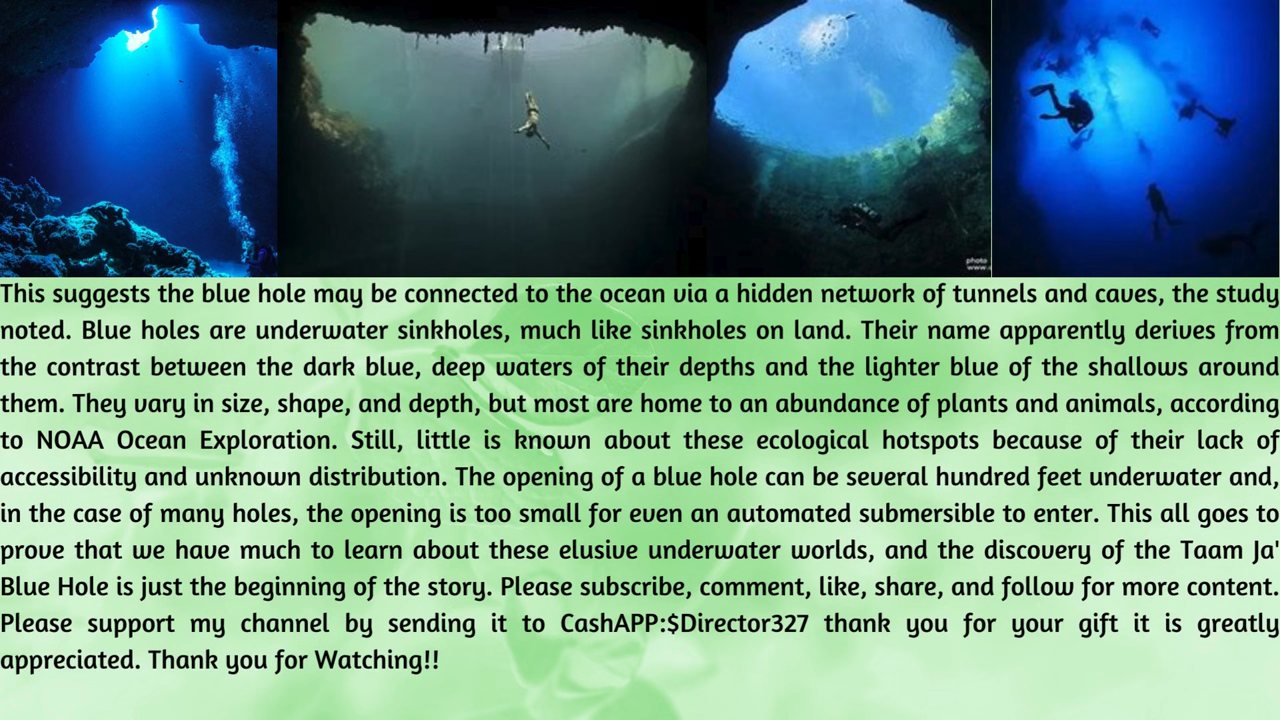 photo
www.
This suggests the blue hole may be connected to the ocean via a hidden network of tunnels and caves, the study
noted. Blue holes are underwater sinkholes, much like sinkholes on land. Their name apparently derives from
the contrast between the dark blue, deep waters of their depths and the lighter blue of the shallows around
them. They vary in size, shape, and depth, but most are home to an abundance of plants and animals, according
to NOAA Ocean Exploration. Still, little is known about these ecological hotspots because of their lack of
accessibility and unknown distribution. The opening of a blue hole can be several hundred feet underwater and,
in the case of many holes, the opening is too small for even an automated submersible to enter. This all goes to
prove that we have much to learn about these elusive underwater worlds, and the discovery of the Taam Ja'
Blue Hole is just the beginning of the story. Please subscribe, comment, like, share, and follow for more content.
Please support my channel by sending it to CashAPP:$Director327 thank you for your gift it is greatly
appreciated. Thank you for Watching!!